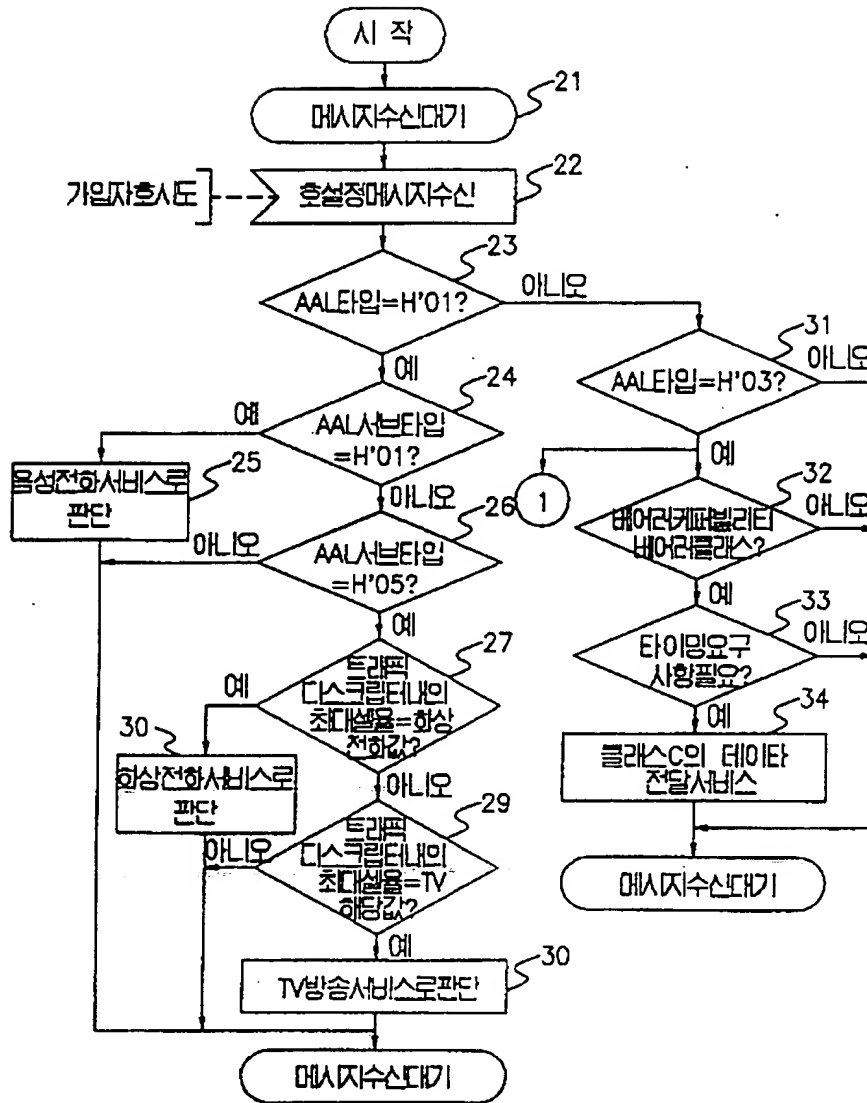 시 작
21
메시지수신대기
22
가입자호시도
호설정메시지수신
23
AAL타입=H'01?
아니오
31
AAL타입=H'03?
아니오
예
24
예
AAL서브타입
=H'01?
예
25
음성전화서비스로
판단
아니오
1
32
베어러케퍼빌리티
베어러클래스?
아니오
26
아니오
AAL서브타입
=H'05?
예
33
타이밍요구
사항필요?
아니오
예
27
트래픽
디스크립터내의
최대셀율=화상
전화값?
예
예
34
클래스C의 데이타
전달서비스
30
화상전화서비스로
판단
아니오
29
트래픽
디스크립터내의
최대셀율=TV
해당값?
아니오
메시지수신대기
예
30
TV방송서비스로판단
메시지수신대기